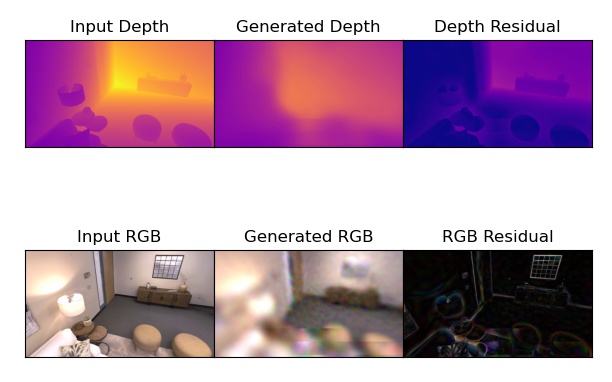 Input Depth
Generated Depth
Depth Residual
Input RGB
Generated RGB
RGB Residual